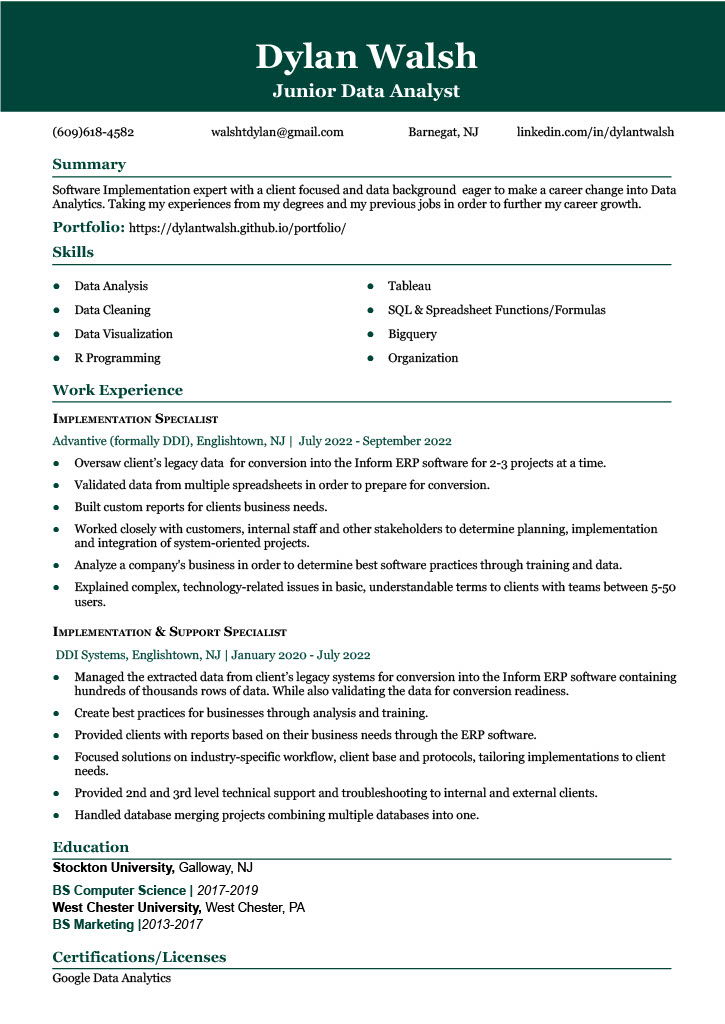 Dylan Walsh
Junior Data Analyst
(609)618-4582 walshtdylan@gmail.com Barnegat, NJ linkedin.com/in/dylantwalsh
Summary
Software Implementation expert with a client focused and data background  eager to make a career change into Data
Analytics. Taking my experiences from my degrees and my previous jobs in order to further my career growth.
Portfolio: https://dylantwalsh.github.io/portfolio/
Skills
● Data Analysis
● Data Cleaning
● Data Visualization
● R Programming
● Tableau
● SQL & Spreadsheet Functions/Formulas
● Bigquery
● Organization
Work Experience
Implementation Specialist
Advantive (formally DDI), Englishtown, NJ |  July 2022 - September 2022
● Oversaw client's legacy data  for conversion into the Inform ERP software for 2-3 projects at a time.
● Validated data from multiple spreadsheets in order to prepare for conversion.
● Built custom reports for clients business needs.
● Worked closely with customers, internal staff and other stakeholders to determine planning, implementation
and integration of system-oriented projects.
● Analyze a company's business in order to determine best software practices through training and data.
● Explained complex, technology-related issues in basic, understandable terms to clients with teams between 5-50
users.
Implementation & Support Specialist
DDI Systems, Englishtown, NJ | January 2020 - July 2022
● Managed the extracted data from client's legacy systems for conversion into the Inform ERP software containing
hundreds of thousands rows of data. While also validating the data for conversion readiness.
● Create best practices for businesses through analysis and training.
● Provided clients with reports based on their business needs through the ERP software.
● Focused solutions on industry-specific workflow, client base and protocols, tailoring implementations to client
needs.
● Provided 2nd and 3rd level technical support and troubleshooting to internal and external clients.
● Handled database merging projects combining multiple databases into one.
Education
Stockton University, Galloway, NJ
BS Computer Science | 2017-2019
West Chester University, West Chester, PA
BS Marketing |2013-2017
Certifications/Licenses
Google Data Analytics